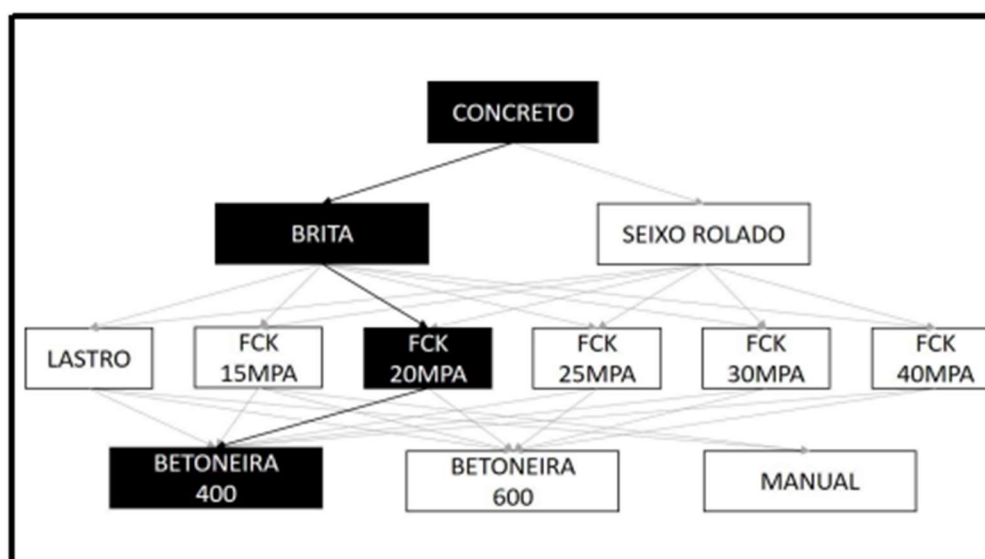 CONCRETO
BRITA
SEIXO ROLADO
LASTRO
FCK
15MPA
FCK
20MPA
FCK
25MPA
FCK
30MPA
FCK
40MPA
BETONEIRA
400
BETONEIRA
600
MANUAL